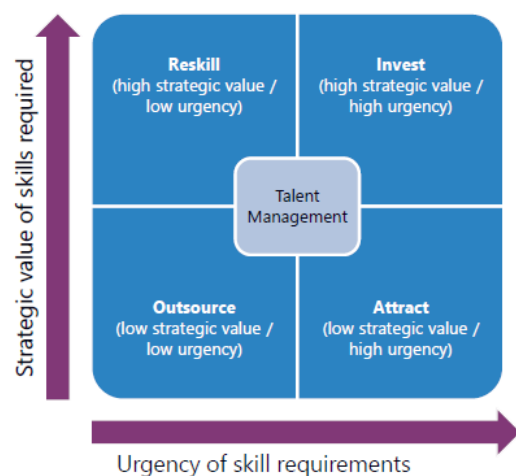 Strategic value of skills required
Reskill
(high strategic value /
low urgency)
Invest
(high strategic value /
high urgency)
Talent
Management
Outsource
(low strategic value /
low urgency)
Attract
(low strategic value /
high urgency)
Urgency of skill requirements